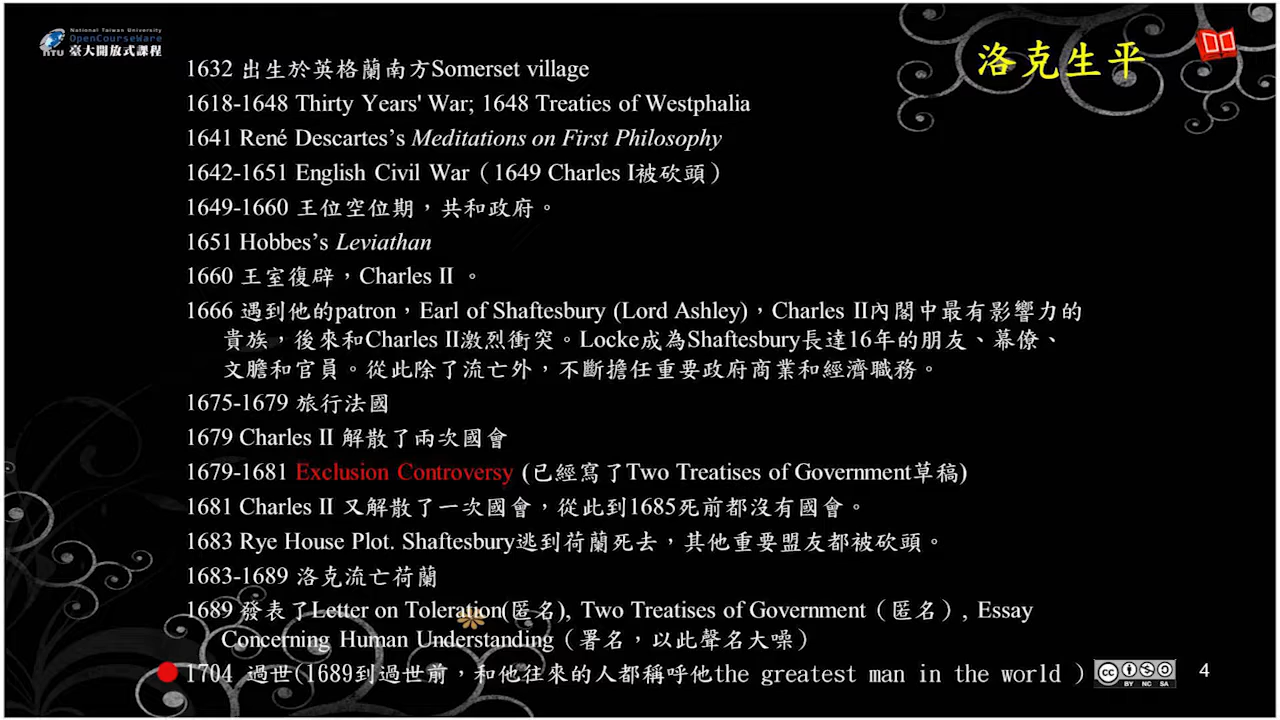 National Taiwan University
OpenCourseWare
NTU 臺大開放式課程
洛克生平
1632 出生於英格蘭南方Somerset village
1618-1648 Thirty Years' War; 1648 Treaties of Westphalia
1641 René Descartes’s Meditations on First Philosophy
1642-1651 English Civil War（1649 Charles I被砍頭）
1649-1660 王位空位期，共和政府。
1651 Hobbes’s Leviathan
1660 王室復辟，Charles II 。
1666 遇到他的patron，Earl of Shaftesbury (Lord Ashley)，Charles II內閣中最有影響力的
貴族，後來和Charles II激烈衝突。Locke成為Shaftesbury長達16年的朋友、幕僚、
文膽和官員。從此除了流亡外，不斷擔任重要政府商業和經濟職務。
1675-1679 旅行法國
1679 Charles II 解散了兩次國會
1679-1681 Exclusion Controversy (已經寫了Two Treatises of Government草稿)
1681 Charles II 又解散了一次國會，從此到1685死前都沒有國會。
1683 Rye House Plot. Shaftesbury逃到荷蘭死去，其他重要盟友都被砍頭。
1683-1689 洛克流亡荷蘭
1689 發表了Letter on Toleration(匿名), Two Treatises of Government（匿名）, Essay
Concerning Human Understanding（署名，以此聲名大噪）
1704 過世(1689到過世前，和他往來的人都稱呼他the greatest man in the world )
cc BY NC SA
4